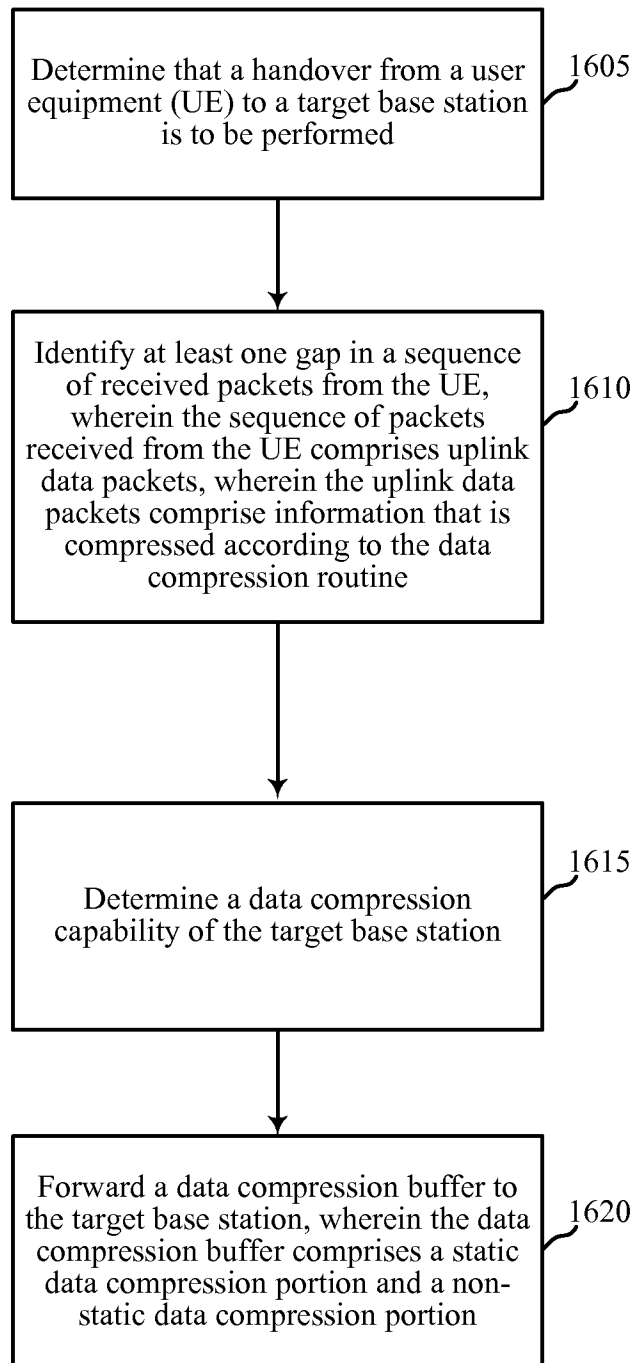 Determine that a handover from a user
equipment (UE) to a target base station
is to be performed
1605
Identify at least one gap in a sequence
of received packets from the UE,
wherein the sequence of packets
received from the UE comprises uplink
data packets, wherein the uplink data
packets comprise information that is
compressed according to the data
compression routine
1610
Determine a data compression
capability of the target base station
1615
Forward a data compression buffer to
the target base station, wherein the data
compression buffer comprises a static
data compression portion and a non-
static data compression portion
1620